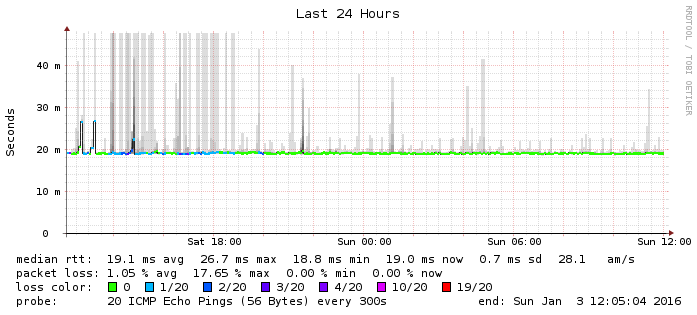 Last 24 Hours
RRDTOOL / TOBI OETIKER
Seconds
40 m
30 m
20 m
10 m
0
Sat 18:00 Sun 00:00 Sun 06:00 Sun 12:00
median rtt: 19.1 ms avg 26.7 ms max 18.8 ms min 19.0 ms now 0.7 ms sd 28.1 am/s
packet loss: 1.05 % avg 17.65 % max 0.00 % min 0.00 % now
loss color: 0 1/20 2/20 3/20 4/20 10/20 19/20
probe: 20 ICMP Echo Pings (56 Bytes) every 300s end: Sun Jan 3 12:05:04 2016